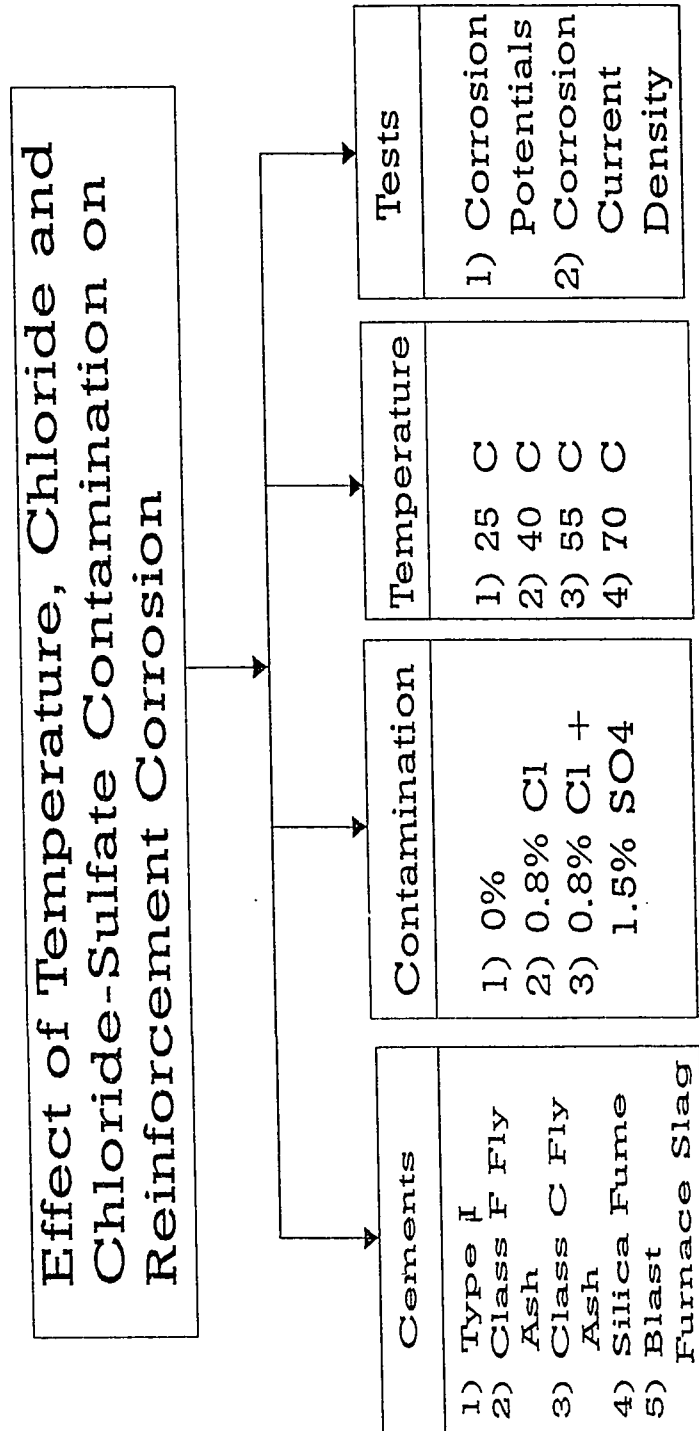 Effect of Temperature, Chloride and
Chloride-Sulfate Contamination on
Reinforcement Corrosion
Cements
1) Type I
2) Class F Fly
Ash
3) Class C Fly
Ash
4) Silica Fume
5) Blast
Furnace Slag
Contamination
1) 0%
2) 0.8% Cl
3) 0.8% Cl +
1.5% SO4
Temperature
1) 25 C
2) 40 C
3) 55 C
4) 70 C
Tests
1) Corrosion
Potentials
2) Corrosion
Current
Density